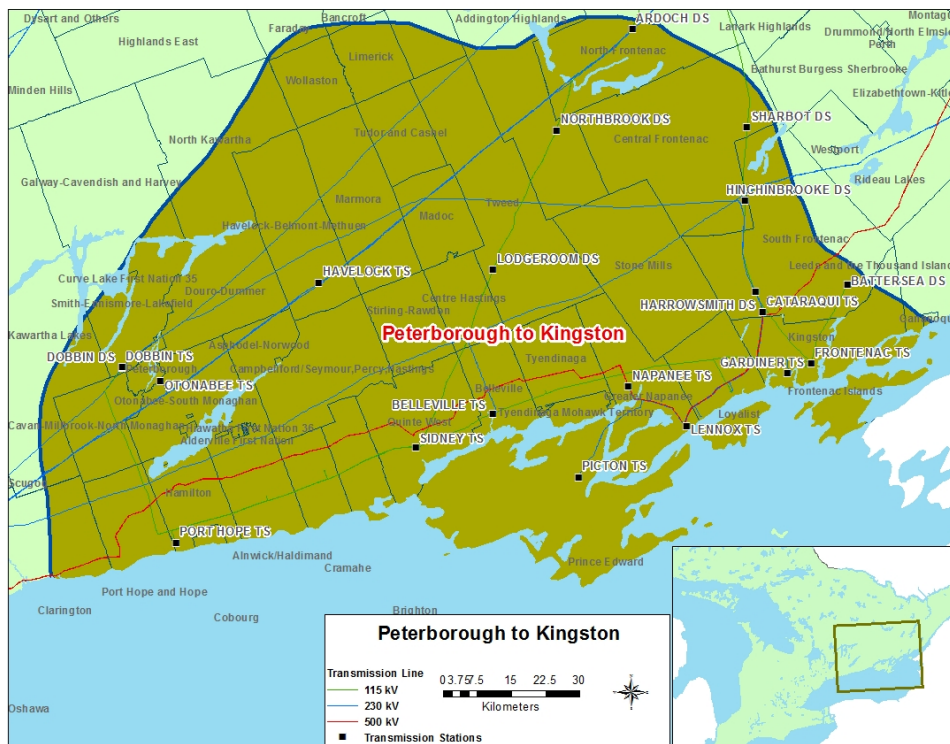 Dysart and Others
Bancroft
Faraday
Addington Highlands
ARDOCH DS
Lanark Highlands
Montag
Drummond/North Elms
Perth
Highlands East
Limerick
North Frontenac
Bathurst Burgess Sherbrooke
Minden Hills
Wollaston
Elizabethtown-Kitl
NORTHBROOK DS
SHARBOT DS
North Kawartha
Tudor and Cashel
Central Frontenac
Westport
Galway-Cavendish and Harvey
Rideau Lakes
HINCHINBROOKE DS
Marmora
Tweed
Madoc
Havelock-Belmont-Methuen
South Frontenac
LODGEROOM DS
Stone Mills
Leeds and the Thousand Island
HAVELOCK TS
Curve Lake First Nation 35
Douro-Dummer
BATTERSEA DS
Smith-Ennismore-Lakefield
Centre Hastings
HARROWSMITH DS
CATARAQUI TS
Stirling-Rawdon
Gananoqu
Kawartha Lakes
Peterborough to Kingston
Kingston
Asphodel-Norwood
DOBBIN DS
DOBBIN TS
Tyendinaga
FRONTENAC TS
Peterborough
Campbellford/Seymour,Percy,Hastings
GARDINER TS
OTONABEE TS
Belleville
NAPANEE TS
Frontenac Islands
Otonabee-South Monaghan
Greater Napanee
BELLEVILLE TS
Tyendinaga Mohawk Territory
Loyalist
Cavan-Millbrook-North Monaghan
Hiawatha First Nation 36
Quinte West
LENNOX TS
Alderville First Nation
SIDNEY TS
PICTON TS
Scugog
Hamilton
PORT HOPE TS
Alnwick/Haldimand
Cramahe
Prince Edward
Port Hope and Hope
Clarington
Cobourg
Brighton
Oshawa
Peterborough to Kingston
Transmission Line
115 kV
230 kV
500 kV
Transmission Stations
0 3.75 7.5 15 22.5 30
Kilometers